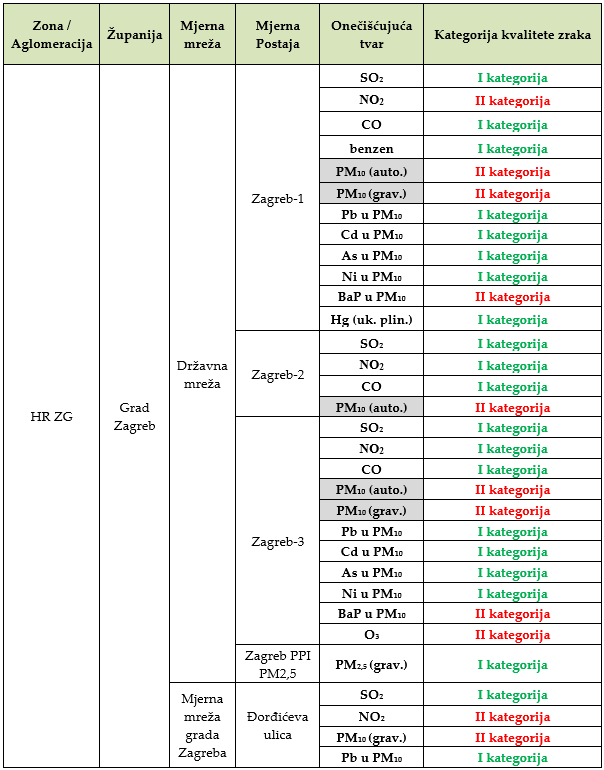 Zona / Aglomeracija Županija Mjerna mreža Mjerna Postaja Onečišćujuća tvar Kategorija kvalitete zraka
HR ZG Grad Zagreb Državna mreža Zagreb-1 SO2 I kategorija
NO2 II kategorija
CO I kategorija
benzen I kategorija
PM10 (auto.) II kategorija
PM10 (grav.) II kategorija
Pb u PM10 I kategorija
Cd u PM10 I kategorija
As u PM10 I kategorija
Ni u PM10 I kategorija
BaP u PM10 II kategorija
Hg (uk. plin.) I kategorija
Zagreb-2 SO2 I kategorija
NO2 I kategorija
CO I kategorija
PM10 (auto.) II kategorija
Zagreb-3 SO2 I kategorija
NO2 I kategorija
CO I kategorija
PM10 (auto.) II kategorija
PM10 (grav.) II kategorija
Pb u PM10 I kategorija
Cd u PM10 I kategorija
As u PM10 I kategorija
Ni u PM10 I kategorija
BaP u PM10 II kategorija
O3 II kategorija
Zagreb PPI PM2,5 PM2,5 (grav.) I kategorija
Mjerna mreža grada Zagreba Đorđićeva ulica SO2 I kategorija
NO2 II kategorija
PM10 (grav.) II kategorija
Pb u PM10 I kategorija